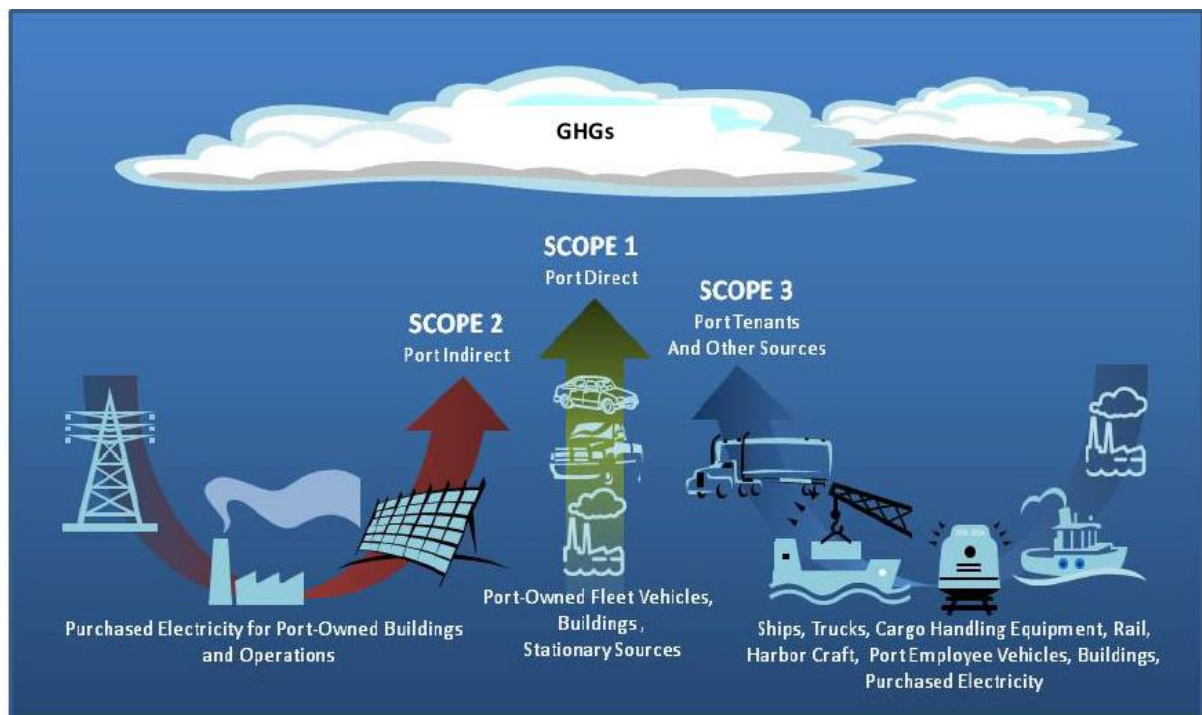 GHGs
SCOPE 1
Port Direct
SCOPE 2
Port Indirect
SCOPE 3
Port Tenants
And Other Sources
Purchased Electricity for Port-Owned Buildings
and Operations
Port-Owned Fleet Vehicles,
Buildings,
Stationary Sources
Ships, Trucks, Cargo Handling Equipment, Rail,
Harbor Craft, Port Employee Vehicles, Buildings,
Purchased Electricity